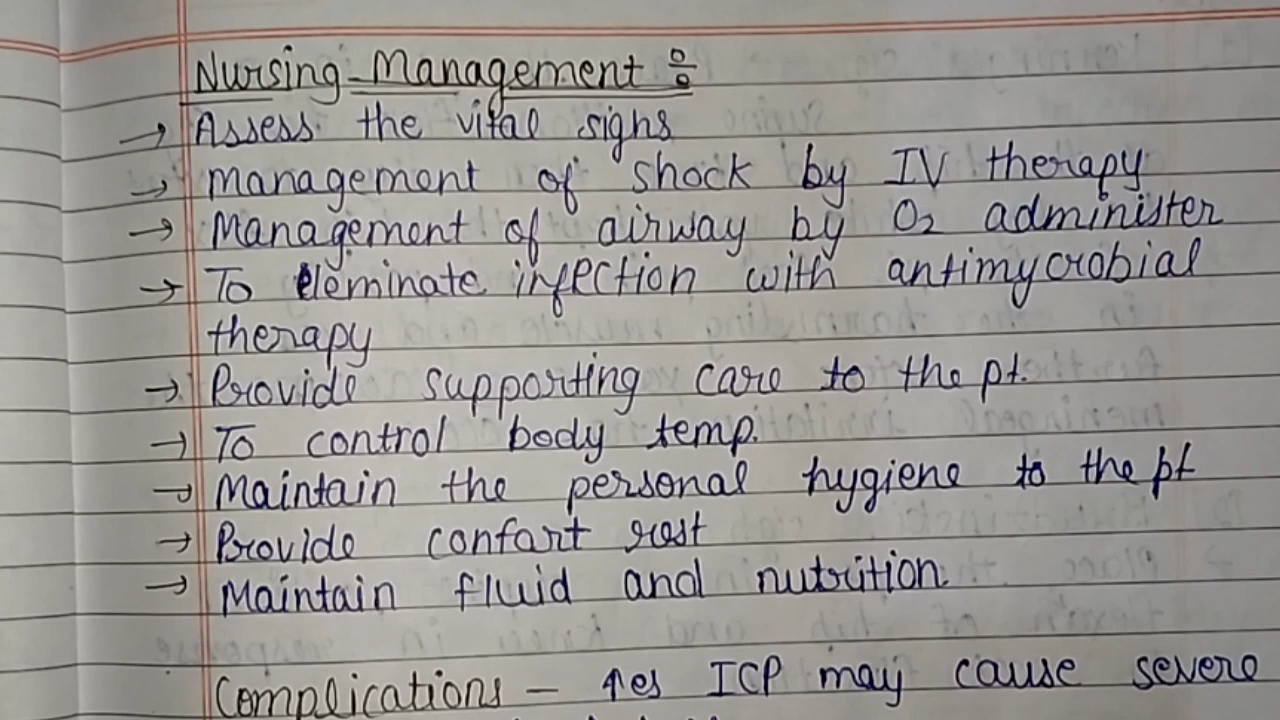 Nursing Management :
→ Assess the vital signs
→ Management of shock by IV therapy
→ Management of airway by O₂ administer
→ To eleminate infection with antimycrobial
therapy
→ Provide supporting care to the pt.
→ To control body temp.
→ Maintain the personal hygiene to the pt
→ Provide confart rest
→ Maintain fluid and nutrition.
Complications – ↑es ICP may cause severe